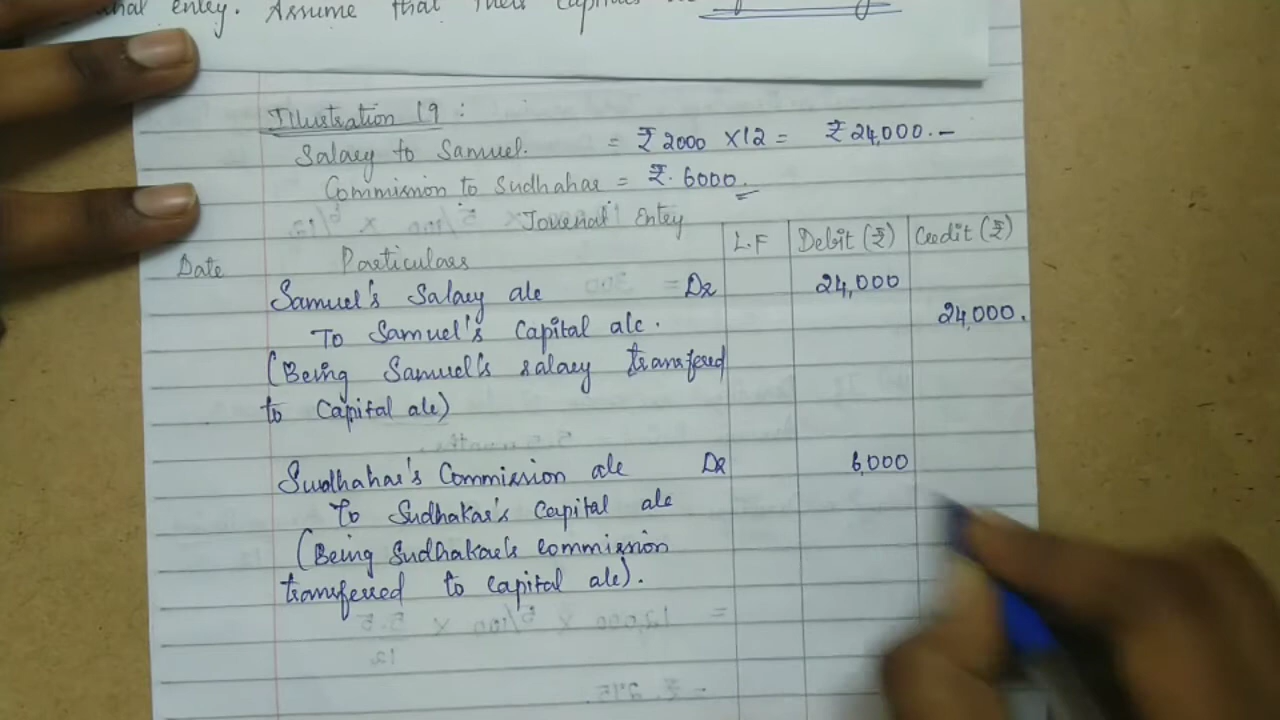 entry. Assume that their capitals
Illustration 19 :
Salary to Samuel. = ₹ 2000 × 12 = ₹ 24,000.-
Commission to Sudhahar = ₹. 6000.
Journal Entry
Date Particulars L.F Debit (₹) Credit (₹)
Samuel's Salary a/c Dr 24,000
To Samuel's Capital a/c. 24,000.
(Being Samuel's salary transfered
to Capital a/c)
Sudhahar's Commission a/c Dr 6,000
To Sudhakar's Capital a/c
(Being Sudhakar's commission
transferred to capital a/c).